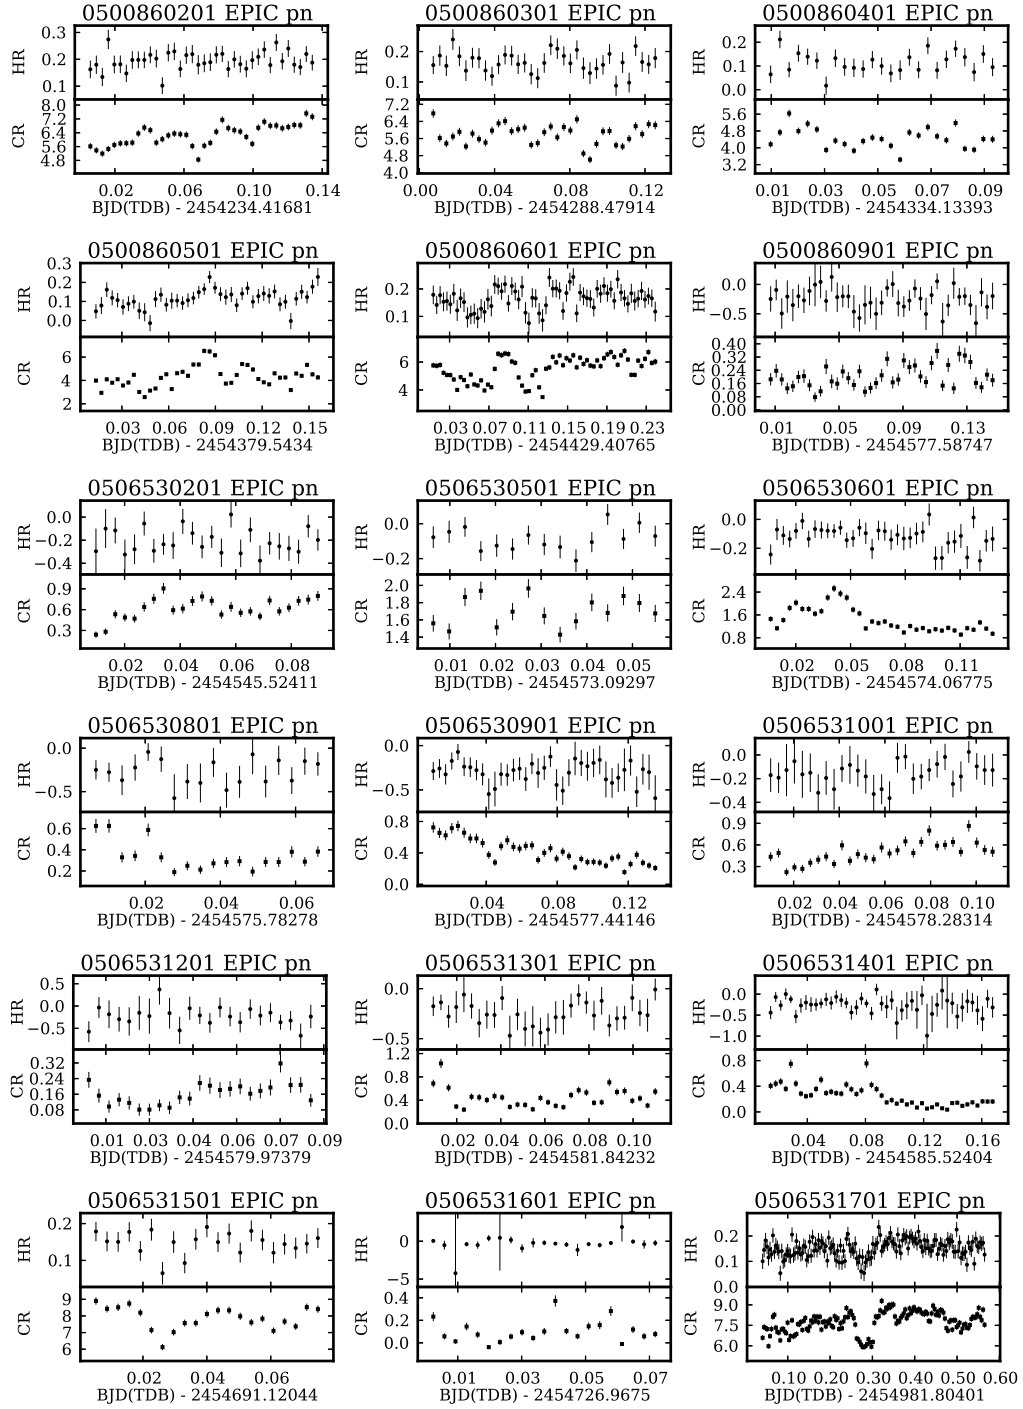 0500860201 EPIC pn 0500860301 EPIC pn 0500860401 EPIC pn
HR 0.3 0.2 0.1 HR 0.2 0.1 HR 0.2 0.1 0.0
CR 8.0 7.2 6.4 5.6 4.8 CR 7.2 6.4 5.6 4.8 4.0 CR 5.6 4.8 4.0 3.2
0.02 0.06 0.10 0.14 0.00 0.04 0.08 0.12 0.01 0.03 0.05 0.07 0.09
BJD(TDB) - 2454234.41681 BJD(TDB) - 2454288.47914 BJD(TDB) - 2454334.13393
0500860501 EPIC pn 0500860601 EPIC pn 0500860901 EPIC pn
HR 0.3 0.2 0.1 0.0 HR 0.2 0.1 HR 0.0 −0.5
CR 6 4 2 CR 6 4 CR 0.40 0.32 0.24 0.16 0.08 0.00
0.03 0.06 0.09 0.12 0.15 0.03 0.07 0.11 0.15 0.19 0.23 0.01 0.05 0.09 0.13
BJD(TDB) - 2454379.5434 BJD(TDB) - 2454429.40765 BJD(TDB) - 2454577.58747
0506530201 EPIC pn 0506530501 EPIC pn 0506530601 EPIC pn
HR 0.0 −0.2 −0.4 HR 0.0 −0.2 HR 0.0 −0.2
CR 0.9 0.6 0.3 CR 2.0 1.8 1.6 1.4 CR 2.4 1.6 0.8
0.02 0.04 0.06 0.08 0.01 0.02 0.03 0.04 0.05 0.02 0.05 0.08 0.11
BJD(TDB) - 2454545.52411 BJD(TDB) - 2454573.09297 BJD(TDB) - 2454574.06775
0506530801 EPIC pn 0506530901 EPIC pn 0506531001 EPIC pn
HR 0.0 −0.5 HR 0.0 −0.5 HR 0.0 −0.2 −0.4
CR 0.6 0.4 0.2 CR 0.8 0.4 0.0 CR 0.9 0.6 0.3
0.02 0.04 0.06 0.04 0.08 0.12 0.02 0.04 0.06 0.08 0.10
BJD(TDB) - 2454575.78278 BJD(TDB) - 2454577.44146 BJD(TDB) - 2454578.28314
0506531201 EPIC pn 0506531301 EPIC pn 0506531401 EPIC pn
HR 0.5 0.0 −0.5 HR 0.0 −0.5 HR 0.0 −0.5 −1.0
CR 0.32 0.24 0.16 0.08 CR 1.2 0.8 0.4 0.0 CR 0.8 0.4 0.0
0.01 0.03 0.05 0.07 0.09 0.02 0.04 0.06 0.08 0.10 0.04 0.08 0.12 0.16
BJD(TDB) - 2454579.97379 BJD(TDB) - 2454581.84232 BJD(TDB) - 2454585.52404
0506531501 EPIC pn 0506531601 EPIC pn 0506531701 EPIC pn
HR 0.2 0.1 HR 0 −5 HR 0.2 0.1 0.0
CR 9 8 7 6 CR 0.4 0.2 0.0 CR 9.0 7.5 6.0
0.02 0.04 0.06 0.01 0.03 0.05 0.07 0.10 0.20 0.30 0.40 0.50 0.60
BJD(TDB) - 2454691.12044 BJD(TDB) - 2454726.9675 BJD(TDB) - 2454981.80401